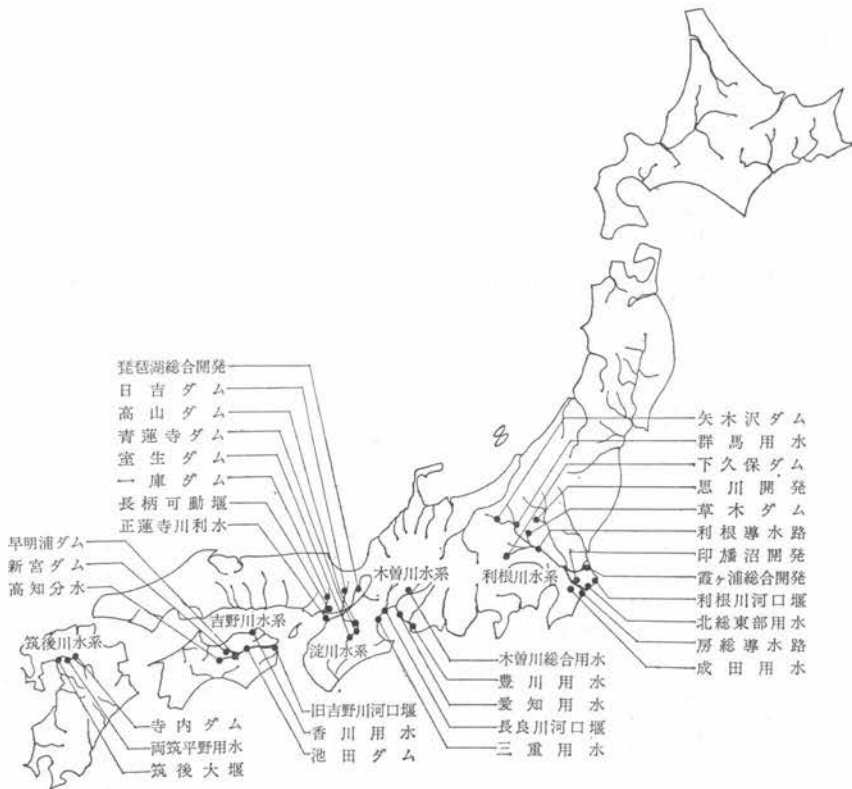 琵琶湖総合開発
日吉ダム
高山ダム
青蓮寺ダム
室生ダム
一庫ダム
長柄可動堰
正蓮寺川利水
早明浦ダム
新宮ダム
高知分水
筑後川水系
吉野川水系
淀川水系
木曽川水系
利根川水系
矢木沢ダム
群馬用水
下久保ダム
思川開発
草木ダム
利根導水路
印旛沼開発
霞ヶ浦総合開発
利根川河口堰
北総東部用水
房総導水路
成田用水
木曽川総合用水
豊川用水
愛知用水
長良川河口堰
三重用水
旧吉野川河口堰
香川用水
池田ダム
寺内ダム
両筑平野用水
筑後大堰